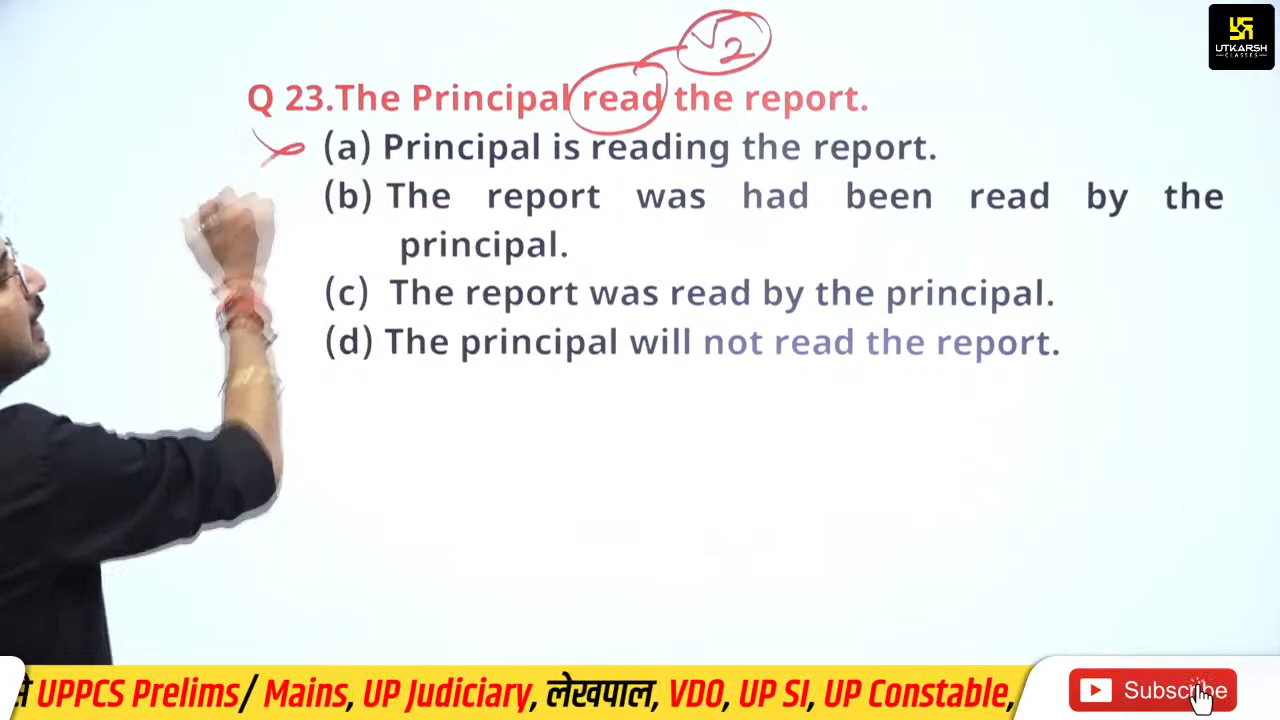 V2
UTKARSH
CLASSES
Q 23.The Principal read the report.
(a) Principal is reading the report.
(b) The report was had been read by the
principal.
(c) The report was read by the principal.
(d) The principal will not read the report.
से UPPCS Prelims/ Mains, UP Judiciary, लेखपाल, VDO, UP SI, UP Constable,
Subscribe